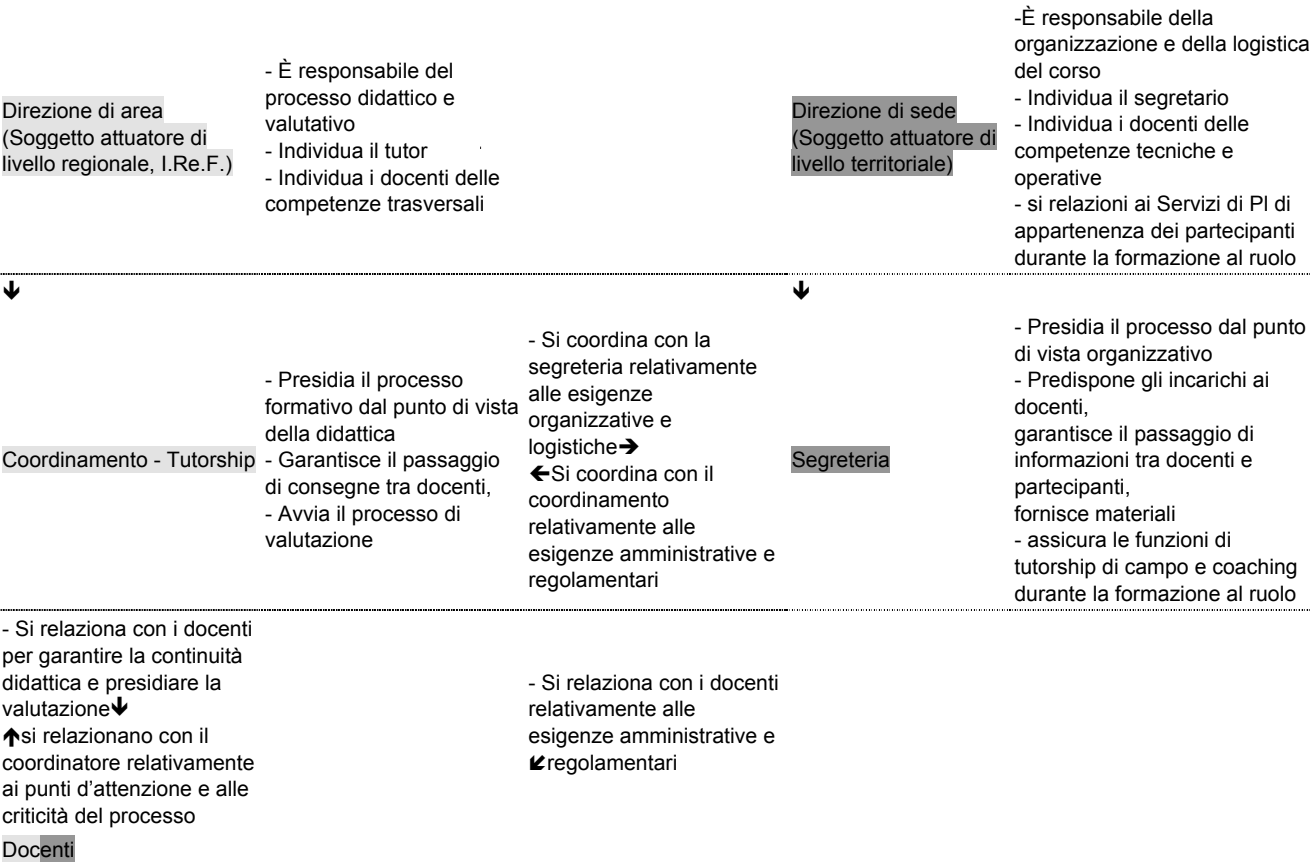 Direzione di area
(Soggetto attuatore di
livello regionale, I.Re.F.)
- È responsabile del
processo didattico e
valutativo
- Individua il tutor
- Individua i docenti delle
competenze trasversali
Direzione di sede
(Soggetto attuatore di
livello territoriale)
-È responsabile della
organizzazione e della logistica
del corso
- Individua il segretario
- Individua i docenti delle
competenze tecniche e
operative
- si relazioni ai Servizi di Pl di
appartenenza dei partecipanti
durante la formazione al ruolo
🡻
🡻
Coordinamento - Tutorship
- Presidia il processo
formativo dal punto di vista
della didattica
- Garantisce il passaggio
di consegne tra docenti,
- Avvia il processo di
valutazione
- Si coordina con la
segreteria relativamente
alle esigenze
organizzative e
logistiche🡺
🡸Si coordina con il
coordinamento
relativamente alle
esigenze amministrative e
regolamentari
Segreteria
- Presidia il processo dal punto
di vista organizzativo
- Predispone gli incarichi ai
docenti,
garantisce il passaggio di
informazioni tra docenti e
partecipanti,
fornisce materiali
- assicura le funzioni di
tutorship di campo e coaching
durante la formazione al ruolo
- Si relaziona con i docenti
per garantire la continuità
didattica e presidiare la
valutazione🡻
🡹si relazionano con il
coordinatore relativamente
ai punti d'attenzione e alle
criticità del processo
- Si relaziona con i docenti
relativamente alle
esigenze amministrative e
🡿regolamentari
Docenti